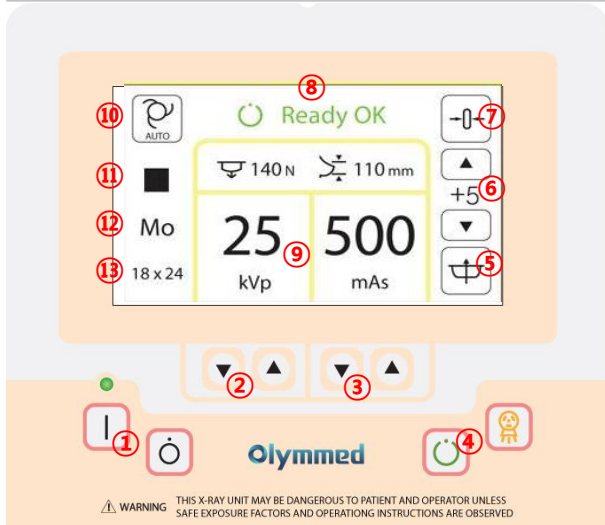 ⑧
⑩ AUTO
Ready OK
⑦
⑪
140 N
110 mm
+5 ⑥
⑫
Mo
25
⑨
500
⑤
⑬
18 x 24
kVp
mAs
②
③
①
Olymmed
④
WARNING
THIS X-RAY UNIT MAY BE DANGEROUS TO PATIENT AND OPERATOR UNLESS
SAFE EXPOSURE FACTORS AND OPERATIONG INSTRUCTIONS ARE OBSERVED